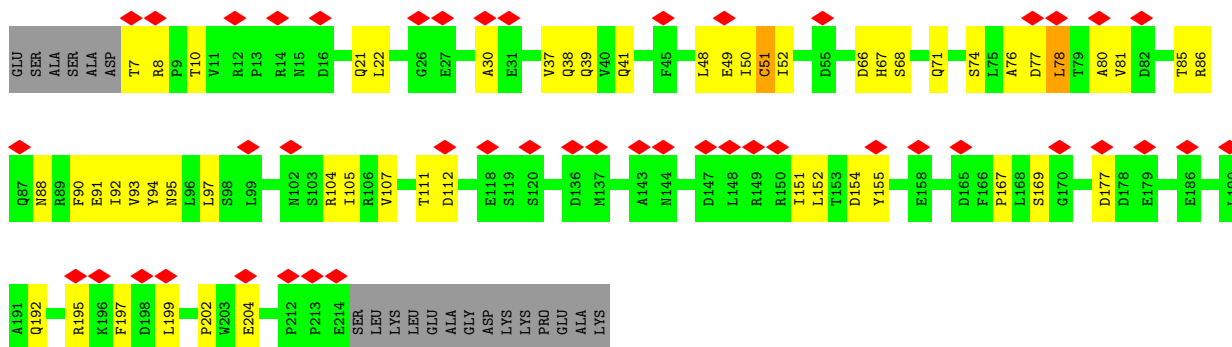 GLU SER ALA SER ALA ASP T7 R8 P9 T10 V11 R12 P13 R14 N15 D16 Q21 L22 G26 E27 A30 E31 V37 Q38 Q39 V40 Q41 F45 L48 E49 I50 C51 I52 D55 D66 H67 S68 Q71 S74 L75 A76 D77 L78 T79 A80 V81 D82 T85 R86
Q87 N88 R89 F90 E91 I92 V93 Y94 N95 L96 L97 S98 L99 N102 S103 R104 I105 R106 V107 T111 D112 E118 S119 S120 D136 M137 A143 N144 D147 L148 R149 R150 I151 L152 T153 D154 Y155 E158 D165 F166 P167 L168 S169 G170 D177 D178 E179 E186
A191 Q192 R195 K196 F197 D198 L199 P202 W203 E204 P212 P213 E214 SER LEU LYS LEU GLU ALA GLY ASP LYS LYS PRO GLU ALA LYS